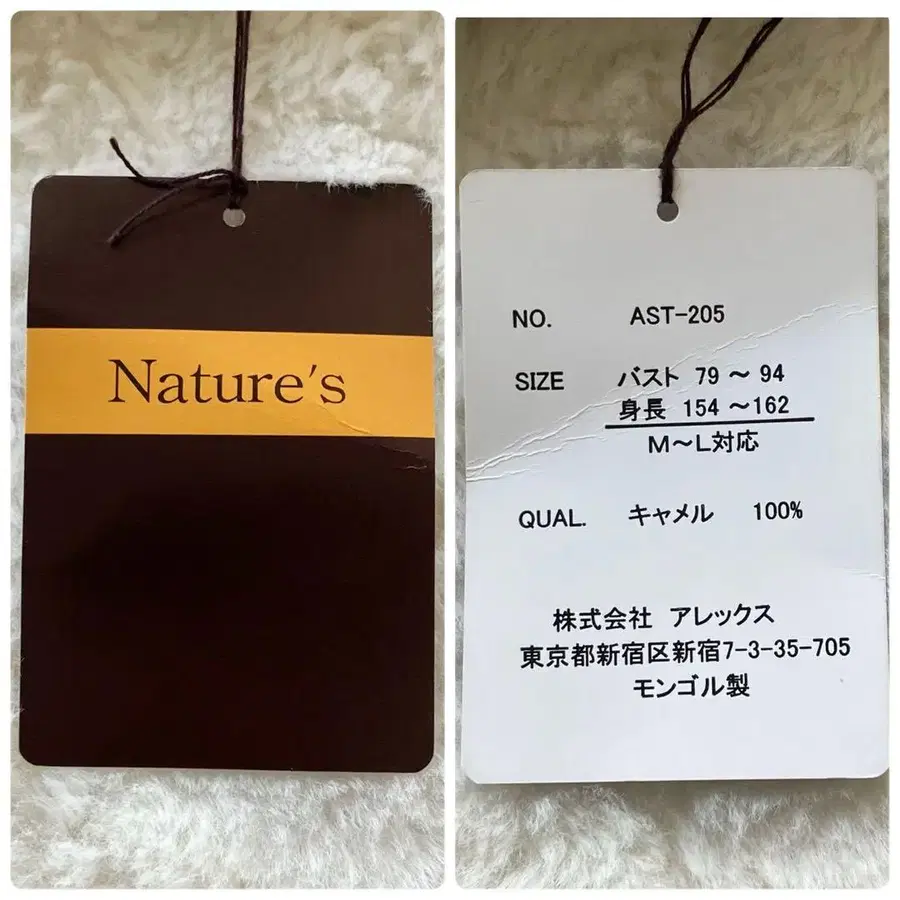 Nature's
NO. AST-205
SIZE バスト 79 ～ 94
身長 154 ～162
M～L対応
QUAL. キャメル 100%
株式会社 アレックス
東京都新宿区新宿7-3-35-705
モンゴル製